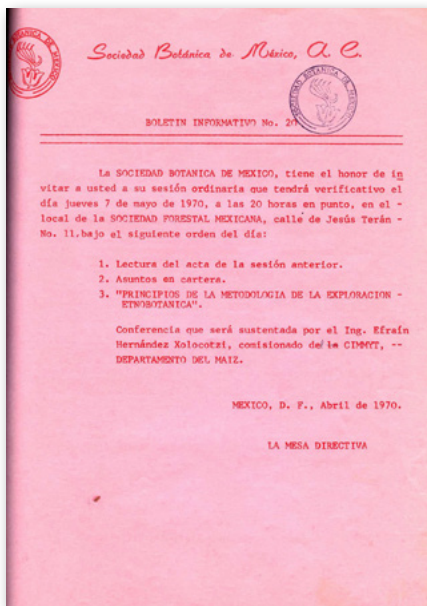 Sociedad Botánica de México, A. C.
SOCIEDAD BOTANICA DE MEXICO
BOLETIN INFORMATIVO No.
La SOCIEDAD BOTANICA DE MEXICO, tiene el honor de in
vitar a usted a su sesión ordinaria que tendrá verificativo el
día jueves 7 de mayo de 1970, a las 20 horas en punto, en el -
local de la SOCIEDAD FORESTAL MEXICANA, calle de Jesús Terán -
No. 11,bajo el siguiente orden del día:
1. Lectura del acta de la sesión anterior.
2. Asuntos en cartera.
3. "PRINCIPIOS DE LA METODOLOGIA DE LA EXPLORACION -
ETNOBOTANICA".
Conferencia que será sustentada por el Ing. Efraín
Hernández Xolocotzi, comisionado de la CIMMYT, --
DEPARTAMENTO DEL MAIZ.
MEXICO, D. F., Abril de 1970.
LA MESA DIRECTIVA